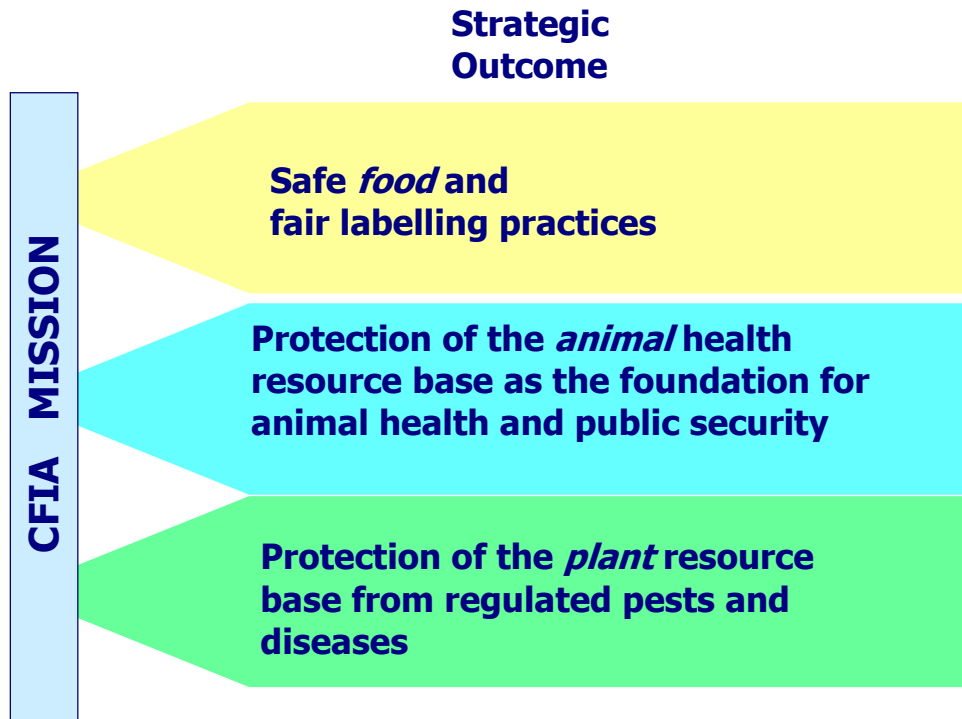 Strategic
Outcome
CFIA MISSION
Safe food and
fair labelling practices
Protection of the animal health
resource base as the foundation for
animal health and public security
Protection of the plant resource
base from regulated pests and
diseases